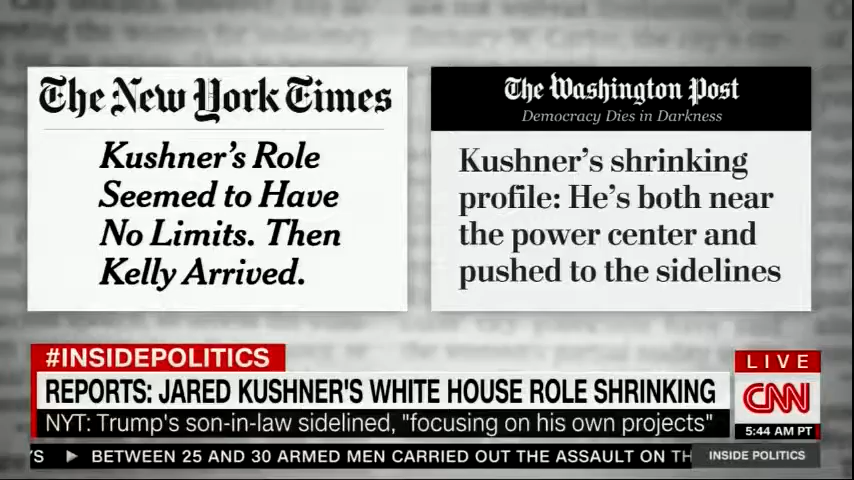 The New York Times
Kushner's Role
Seemed to Have
No Limits. Then
Kelly Arrived.
The Washington Post
Democracy Dies in Darkness
Kushner's shrinking
profile: He's both near
the power center and
pushed to the sidelines
#INSIDEPOLITICS
REPORTS: JARED KUSHNER'S WHITE HOUSE ROLE SHRINKING
NYT: Trump's son-in-law sidelined, "focusing on his own projects"
LIVE
CNN
5:44 AM PT
BETWEEN 25 AND 30 ARMED MEN CARRIED OUT THE ASSAULT ON
INSIDE POLITICS